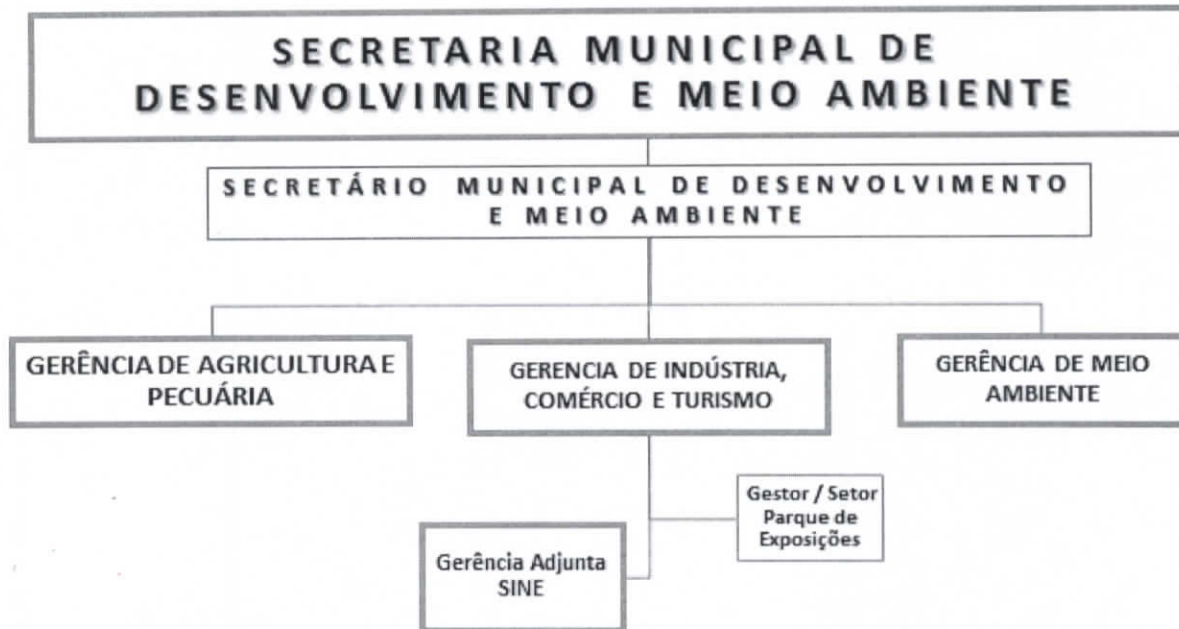 SECRETARIA MUNICIPAL DE
DESENVOLVIMENTO E MEIO AMBIENTE
SECRETÁRIO MUNICIPAL DE DESENVOLVIMENTO
E MEIO AMBIENTE
GERÊNCIA DE AGRICULTURA E
PECUÁRIA
GERENCIA DE INDÚSTRIA,
COMÉRCIO E TURISMO
GERÊNCIA DE MEIO
AMBIENTE
Gestor / Setor
Parque de
Exposições
Gerência Adjunta
SINE